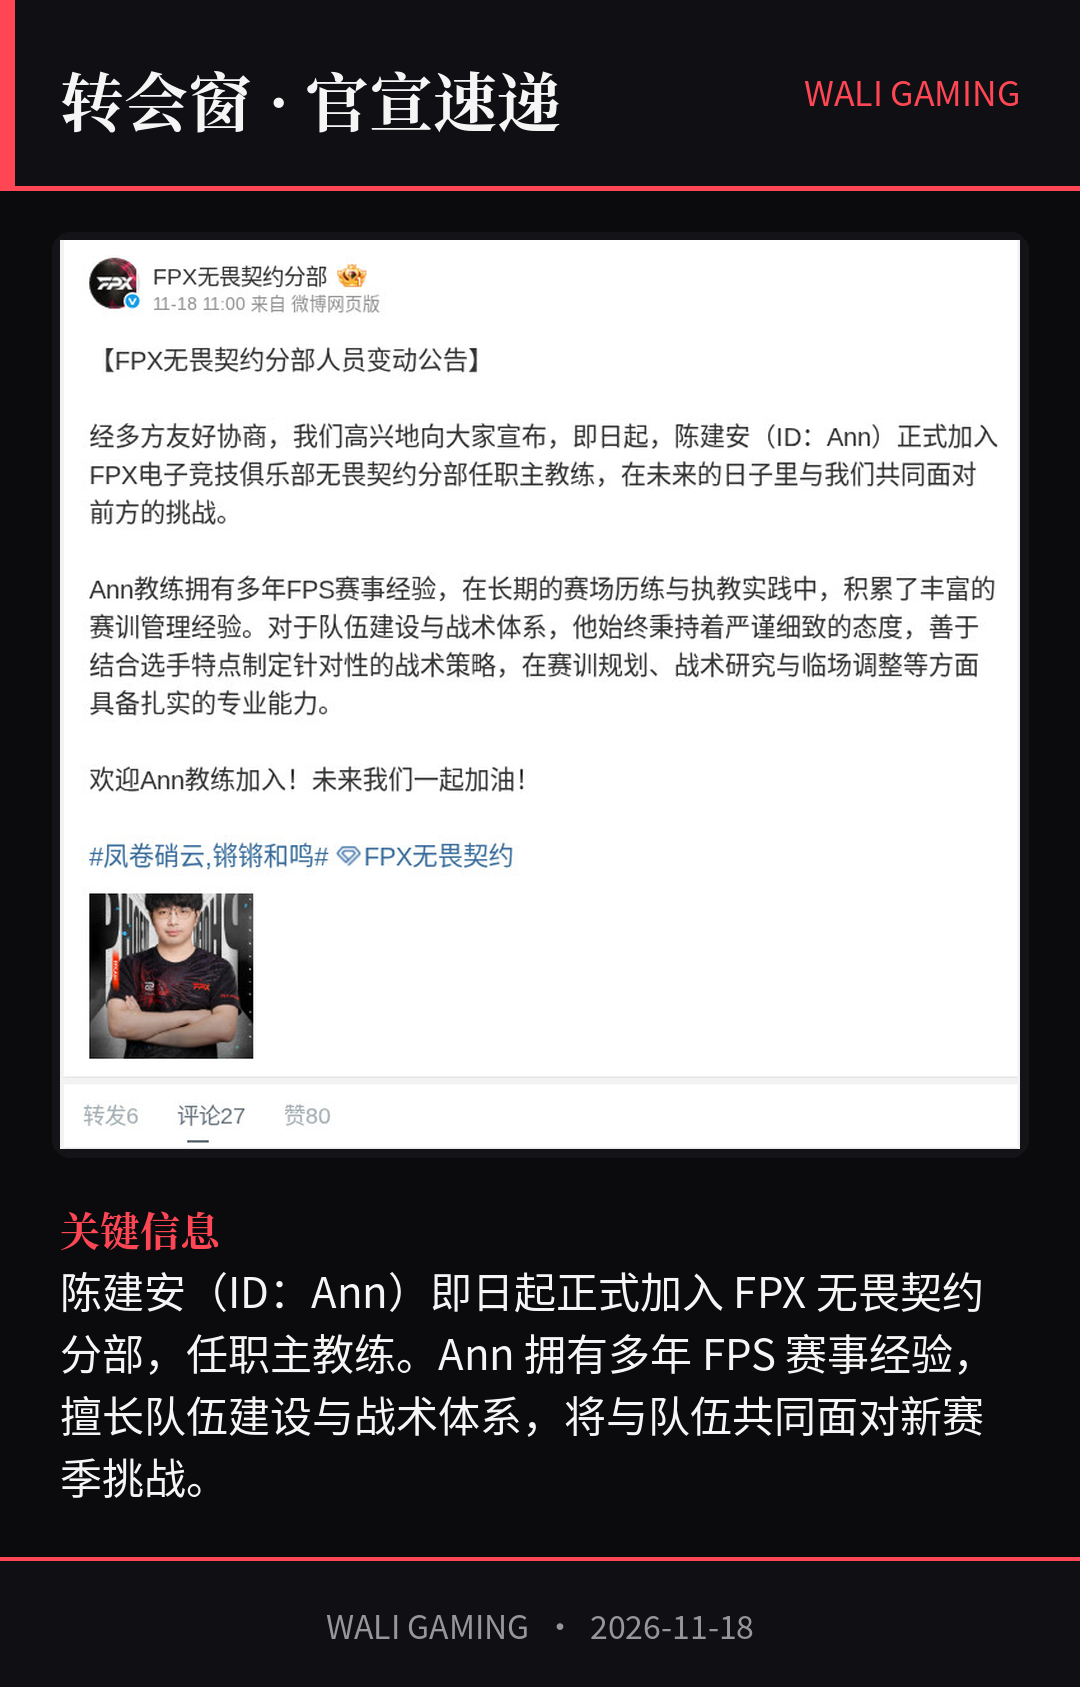 转会窗 · 官宣速递
WALI GAMING
FPX无畏契约分部
11-18 11:00 来自 微博网页版
【FPX无畏契约分部人员变动公告】
经多方友好协商，我们高兴地向大家宣布，即日起，陈建安（ID：Ann）正式加入
FPX电子竞技俱乐部无畏契约分部任职主教练，在未来的日子里与我们共同面对
前方的挑战。
Ann教练拥有多年FPS赛事经验，在长期的赛场历练与执教实践中，积累了丰富的
赛训管理经验。对于队伍建设与战术体系，他始终秉持着严谨细致的态度，善于
结合选手特点制定针对性的战术策略，在赛训规划、战术研究与临场调整等方面
具备扎实的专业能力。
欢迎Ann教练加入！未来我们一起加油！
#凤卷硝云,锵锵和鸣# FPX无畏契约
转发6 评论27 赞80
关键信息
陈建安（ID：Ann）即日起正式加入 FPX 无畏契约
分部，任职主教练。Ann 拥有多年 FPS 赛事经验，
擅长队伍建设与战术体系，将与队伍共同面对新赛
季挑战。
WALI GAMING · 2026-11-18